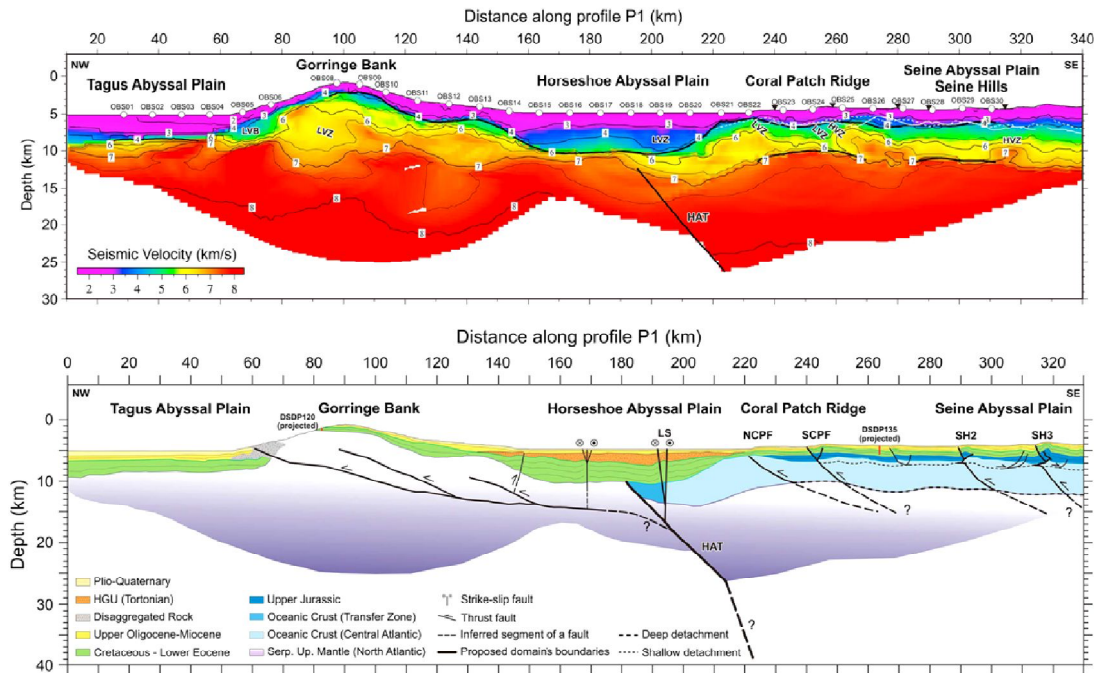 Distance along profile P1 (km)
20 40 60 80 100 120 140 160 180 200 220 240 260 280 300 320 340
NW Gorringe Bank SE
Tagus Abyssal Plain Horseshoe Abyssal Plain Coral Patch Ridge Seine Abyssal Plain
Seine Hills
OBS01 OBS02 OBS03 OBS04 OBS05 OBS06 OBS08 OBS09 OBS10 OBS11 OBS12 OBS13 OBS14 OBS15 OBS16 OBS17 OBS18 OBS19 OBS20 OBS21 OBS22 OBS23 OBS24 OBS25 OBS26 OBS27 OBS28 OBS29 OBS30
LVB LVZ LVZ LVZ LVZ HVZ HVZ
HAT
Depth (km)
0
5
10
15
20
25
30
Seismic Velocity (km/s)
2 3 4 5 6 7 8
Distance along profile P1 (km)
0 20 40 60 80 100 120 140 160 180 200 220 240 260 280 300 320
NW SE
Tagus Abyssal Plain Gorringe Bank Horseshoe Abyssal Plain Coral Patch Ridge Seine Abyssal Plain
DSDP120
(projected)
LS NCPF SCPF DSDP135
(projected)
SH2 SH3
HAT
? ? ? ?
Depth (km)
0
10
20
30
40
Plio-Quaternary
HGU (Tortonian)
Disaggregated Rock
Upper Oligocene-Miocene
Cretaceous - Lower Eocene
Upper Jurassic
Oceanic Crust (Transfer Zone)
Oceanic Crust (Central Atlantic)
Serp. Up. Mantle (North Atlantic)
Strike-slip fault
Thrust fault
Inferred segment of a fault
Proposed domain's boundaries
Deep detachment
Shallow detachment